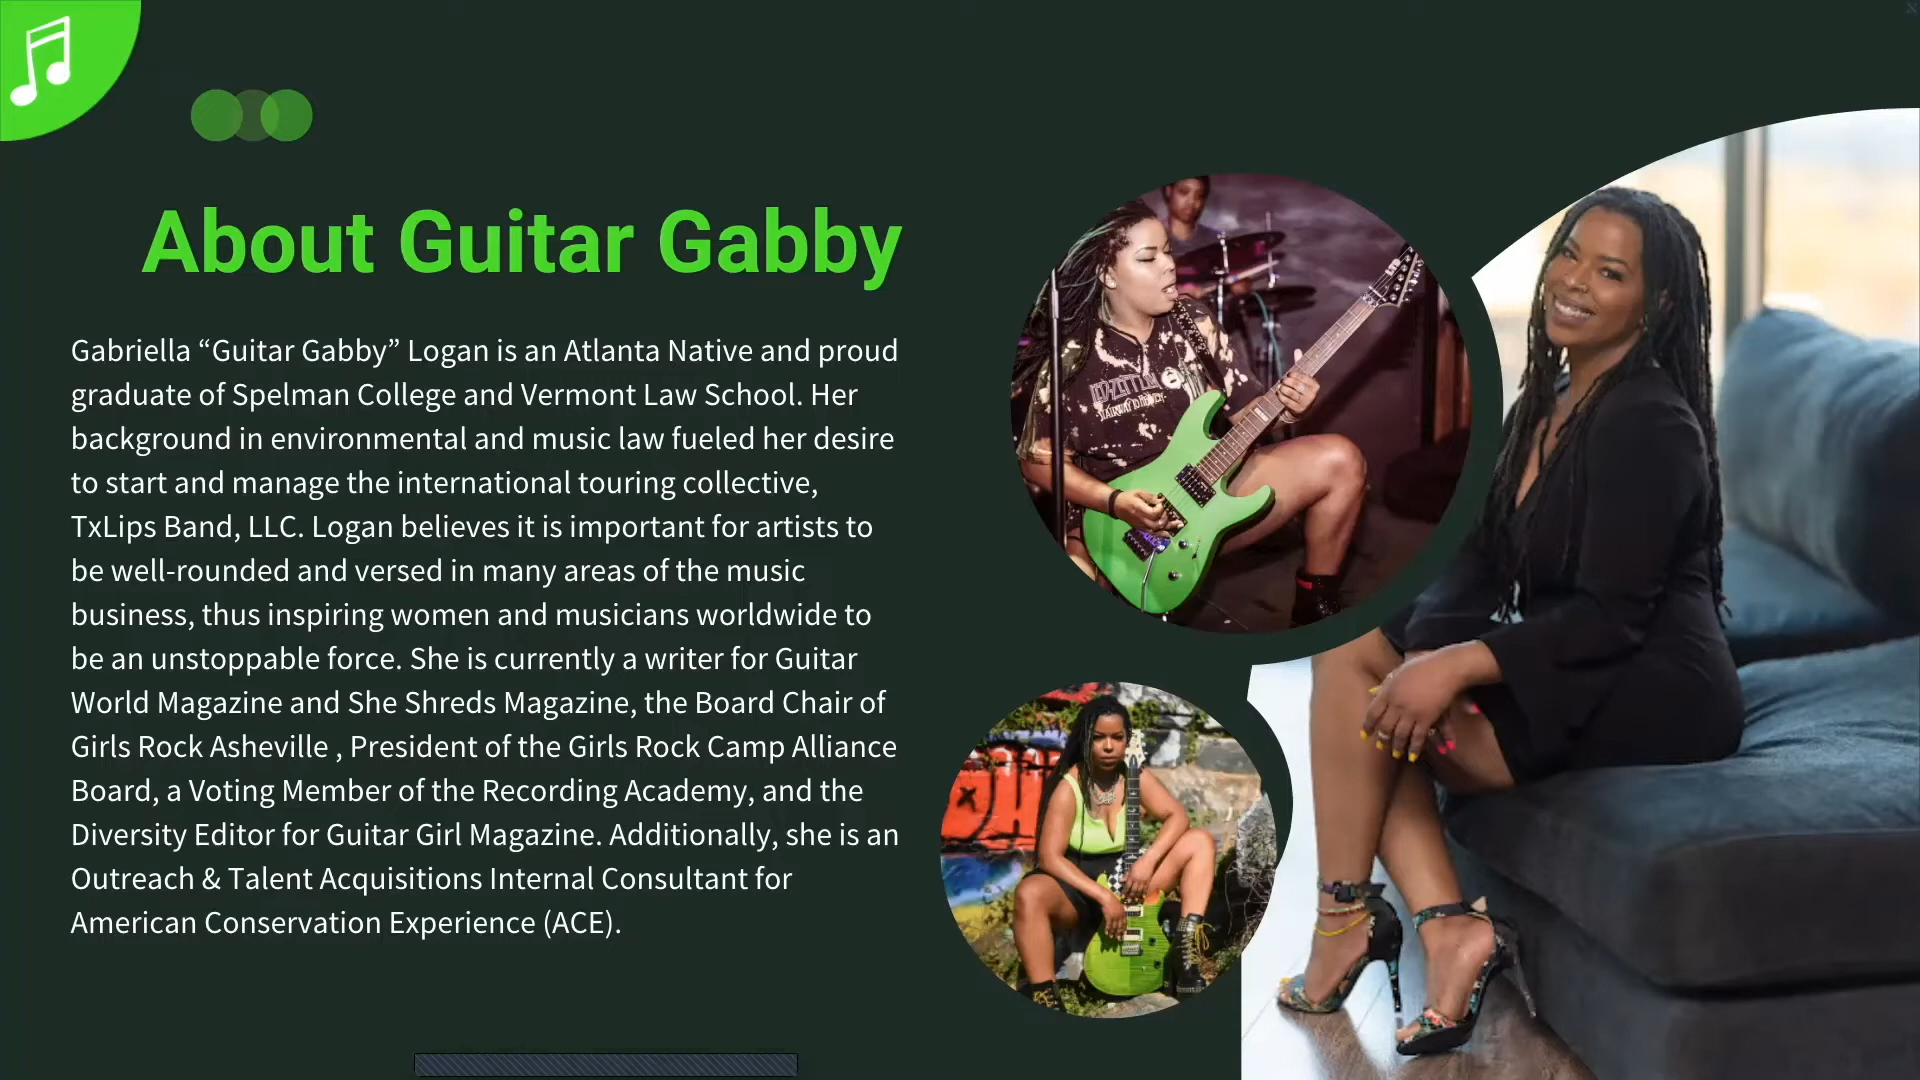 About Guitar Gabby
Gabriella “Guitar Gabby” Logan is an Atlanta Native and proud
graduate of Spelman College and Vermont Law School. Her
background in environmental and music law fueled her desire
to start and manage the international touring collective,
TxLips Band, LLC. Logan believes it is important for artists to
be well-rounded and versed in many areas of the music
business, thus inspiring women and musicians worldwide to
be an unstoppable force. She is currently a writer for Guitar
World Magazine and She Shreds Magazine, the Board Chair of
Girls Rock Asheville , President of the Girls Rock Camp Alliance
Board, a Voting Member of the Recording Academy, and the
Diversity Editor for Guitar Girl Magazine. Additionally, she is an
Outreach & Talent Acquisitions Internal Consultant for
American Conservation Experience (ACE).
LED-ZEPPELIN